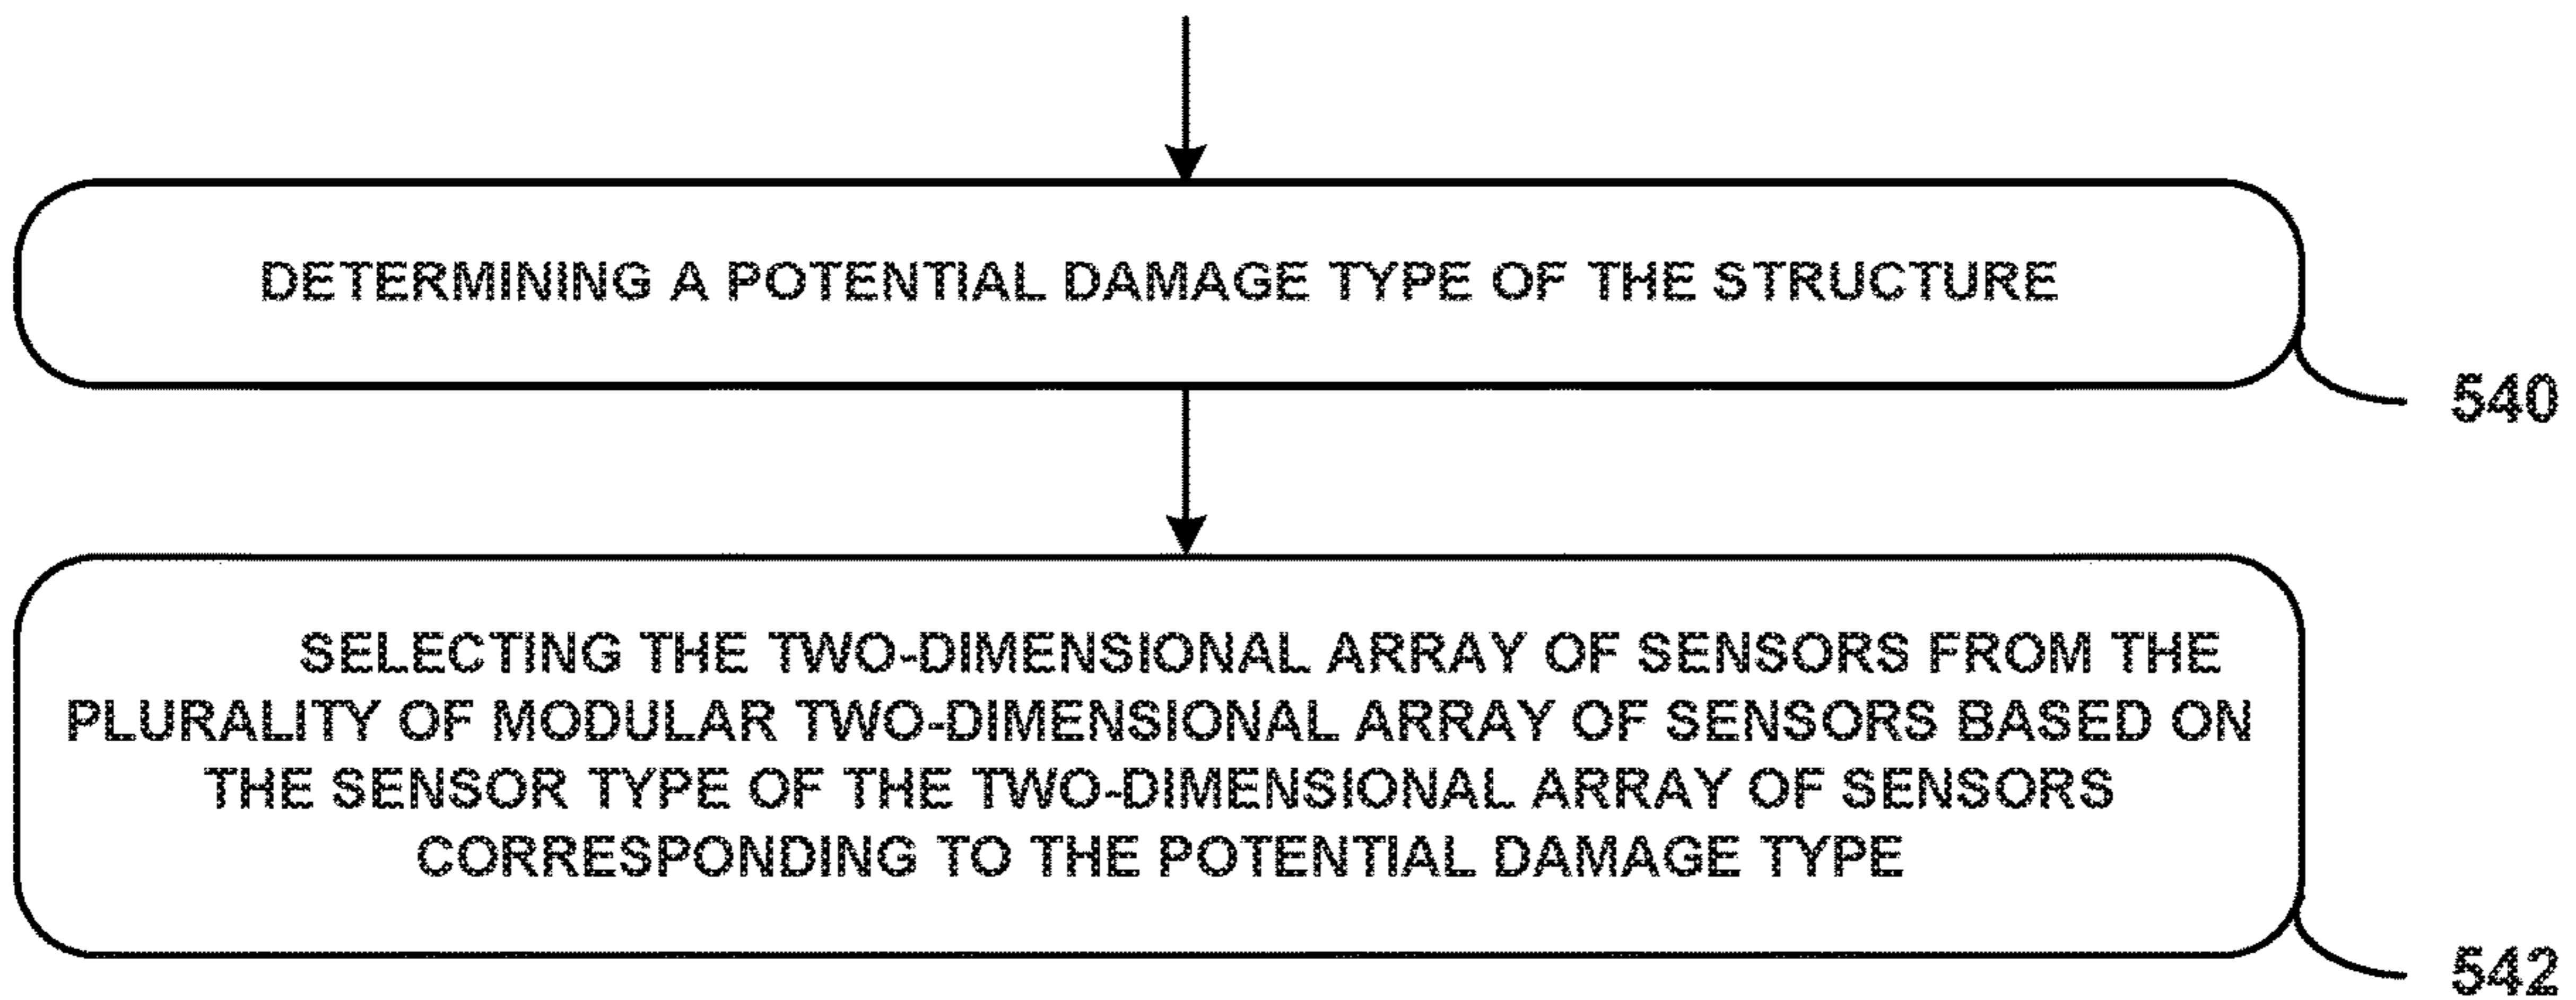 DETERMINING A POTENTIAL DAMAGE TYPE OF THE STRUCTURE
540
SELECTING THE TWO-DIMENSIONAL ARRAY OF SENSORS FROM THE
PLURALITY OF MODULAR TWO-DIMENSIONAL ARRAY OF SENSORS BASED ON
THE SENSOR TYPE OF THE TWO-DIMENSIONAL ARRAY OF SENSORS
CORRESPONDING TO THE POTENTIAL DAMAGE TYPE
542